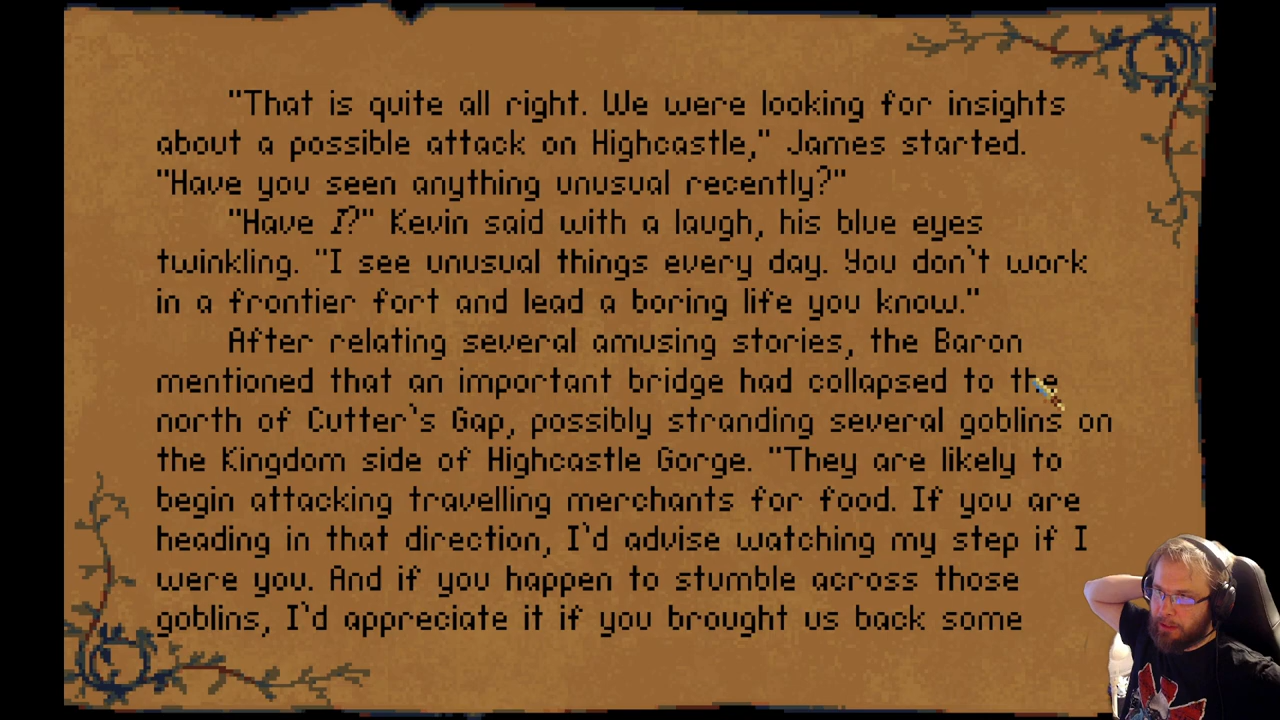 "That is quite all right. We were looking for insights
about a possible attack on Highcastle," James started.
"Have you seen anything unusual recently?"
"Have I?" Kevin said with a laugh, his blue eyes
twinkling. "I see unusual things every day. You don't work
in a frontier fort and lead a boring life you know."
After relating several amusing stories, the Baron
mentioned that an important bridge had collapsed to the
north of Cutter's Gap, possibly stranding several goblins on
the Kingdom side of Highcastle Gorge. "They are likely to
begin attacking travelling merchants for food. If you are
heading in that direction, I'd advise watching my step if I
were you. And if you happen to stumble across those
goblins, I'd appreciate it if you brought us back some